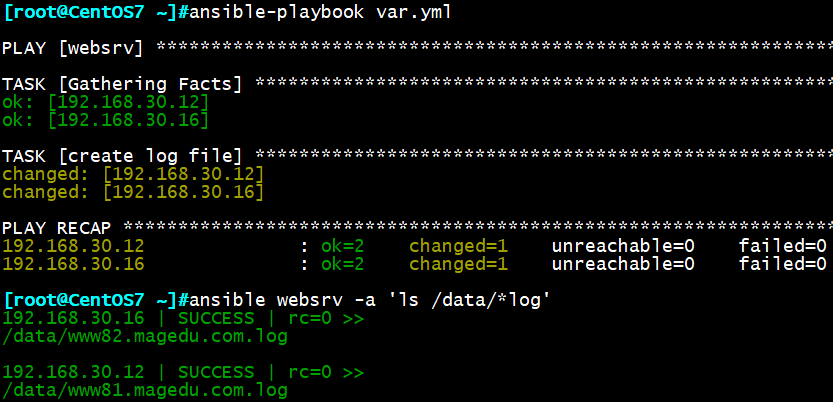 [root@CentOS7 ~]#ansible-playbook var.yml
PLAY [websrv] **************************************************************
TASK [Gathering Facts] *****************************************************
ok: [192.168.30.12]
ok: [192.168.30.16]
TASK [create log file] *****************************************************
changed: [192.168.30.12]
changed: [192.168.30.16]
PLAY RECAP *****************************************************************
192.168.30.12 : ok=2 changed=1 unreachable=0 failed=0
192.168.30.16 : ok=2 changed=1 unreachable=0 failed=0
[root@CentOS7 ~]#ansible websrv -a 'ls /data/*log'
192.168.30.16 | SUCCESS | rc=0 >>
/data/www82.magedu.com.log
192.168.30.12 | SUCCESS | rc=0 >>
/data/www81.magedu.com.log